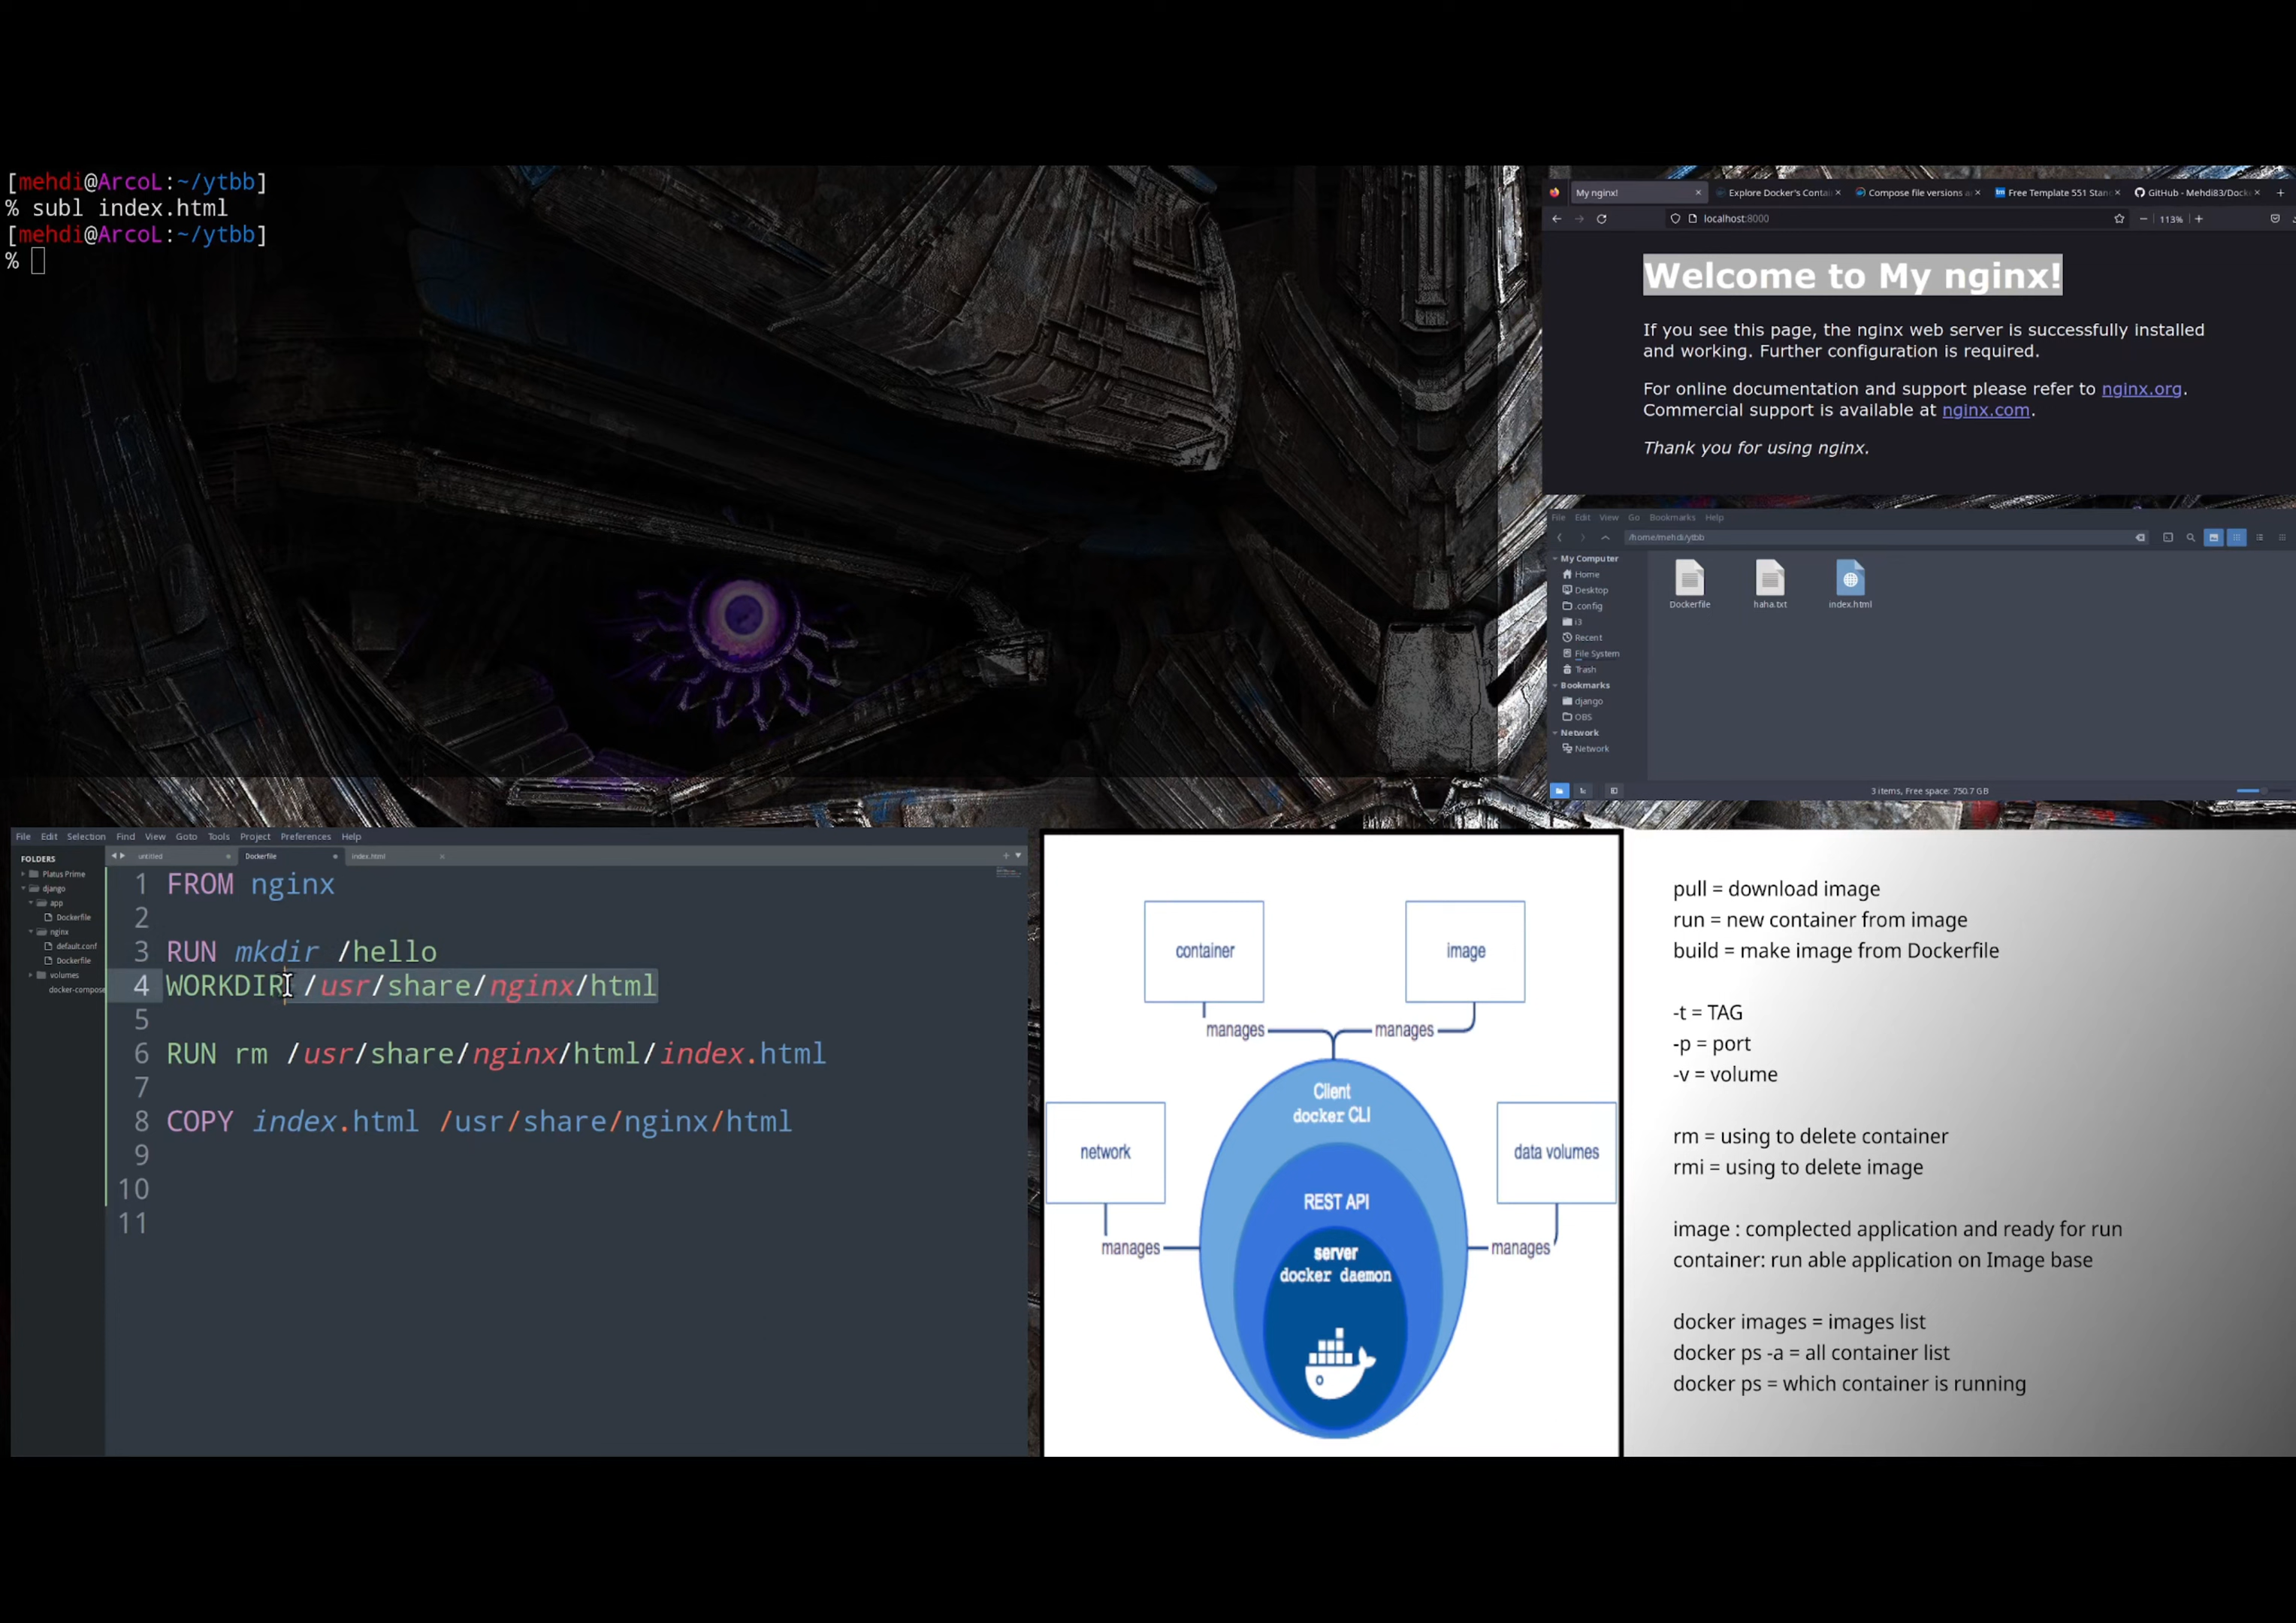 [mehdi@ArcoL:~/ytbb]
% subl index.html
[mehdi@ArcoL:~/ytbb]
%
My nginx!
Explore Docker's Contai
Compose file versions a
tm Free Template 551 Stan
GitHub - Mehdi83/Dock
localhost:8000
113%
Welcome to My nginx!
If you see this page, the nginx web server is successfully installed
and working. Further configuration is required.
For online documentation and support please refer to nginx.org.
Commercial support is available at nginx.com.
Thank you for using nginx.
File Edit View Go Bookmarks Help
/home/mehdi/ytbb
My Computer
Home
Desktop
.config
i3
Recent
File System
Trash
Bookmarks
django
OBS
Network
Network
Dockerfile
haha.txt
index.html
3 items, Free space: 750.7 GB
File Edit Selection Find View Goto Tools Project Preferences Help
FOLDERS
Platus Prime
django
app
Dockerfile
nginx
default.conf
Dockerfile
volumes
docker-compose
untitled
Dockerfile
index.html
1 FROM nginx
2
3 RUN mkdir /hello
4 WORKDIR /usr/share/nginx/html
5
6 RUN rm /usr/share/nginx/html/index.html
7
8 COPY index.html /usr/share/nginx/html
9
10
11
container
image
manages
manages
Client
docker CLI
network
data volumes
REST API
manages
manages
server
docker daemon
pull = download image
run = new container from image
build = make image from Dockerfile
-t = TAG
-p = port
-v = volume
rm = using to delete container
rmi = using to delete image
image : complected application and ready for run
container: run able application on Image base
docker images = images list
docker ps -a = all container list
docker ps = which container is running